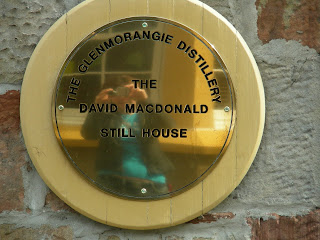 THE GLENMORANGIE DISTILLERY
THE
DAVID MACDONALD
STILL HOUSE